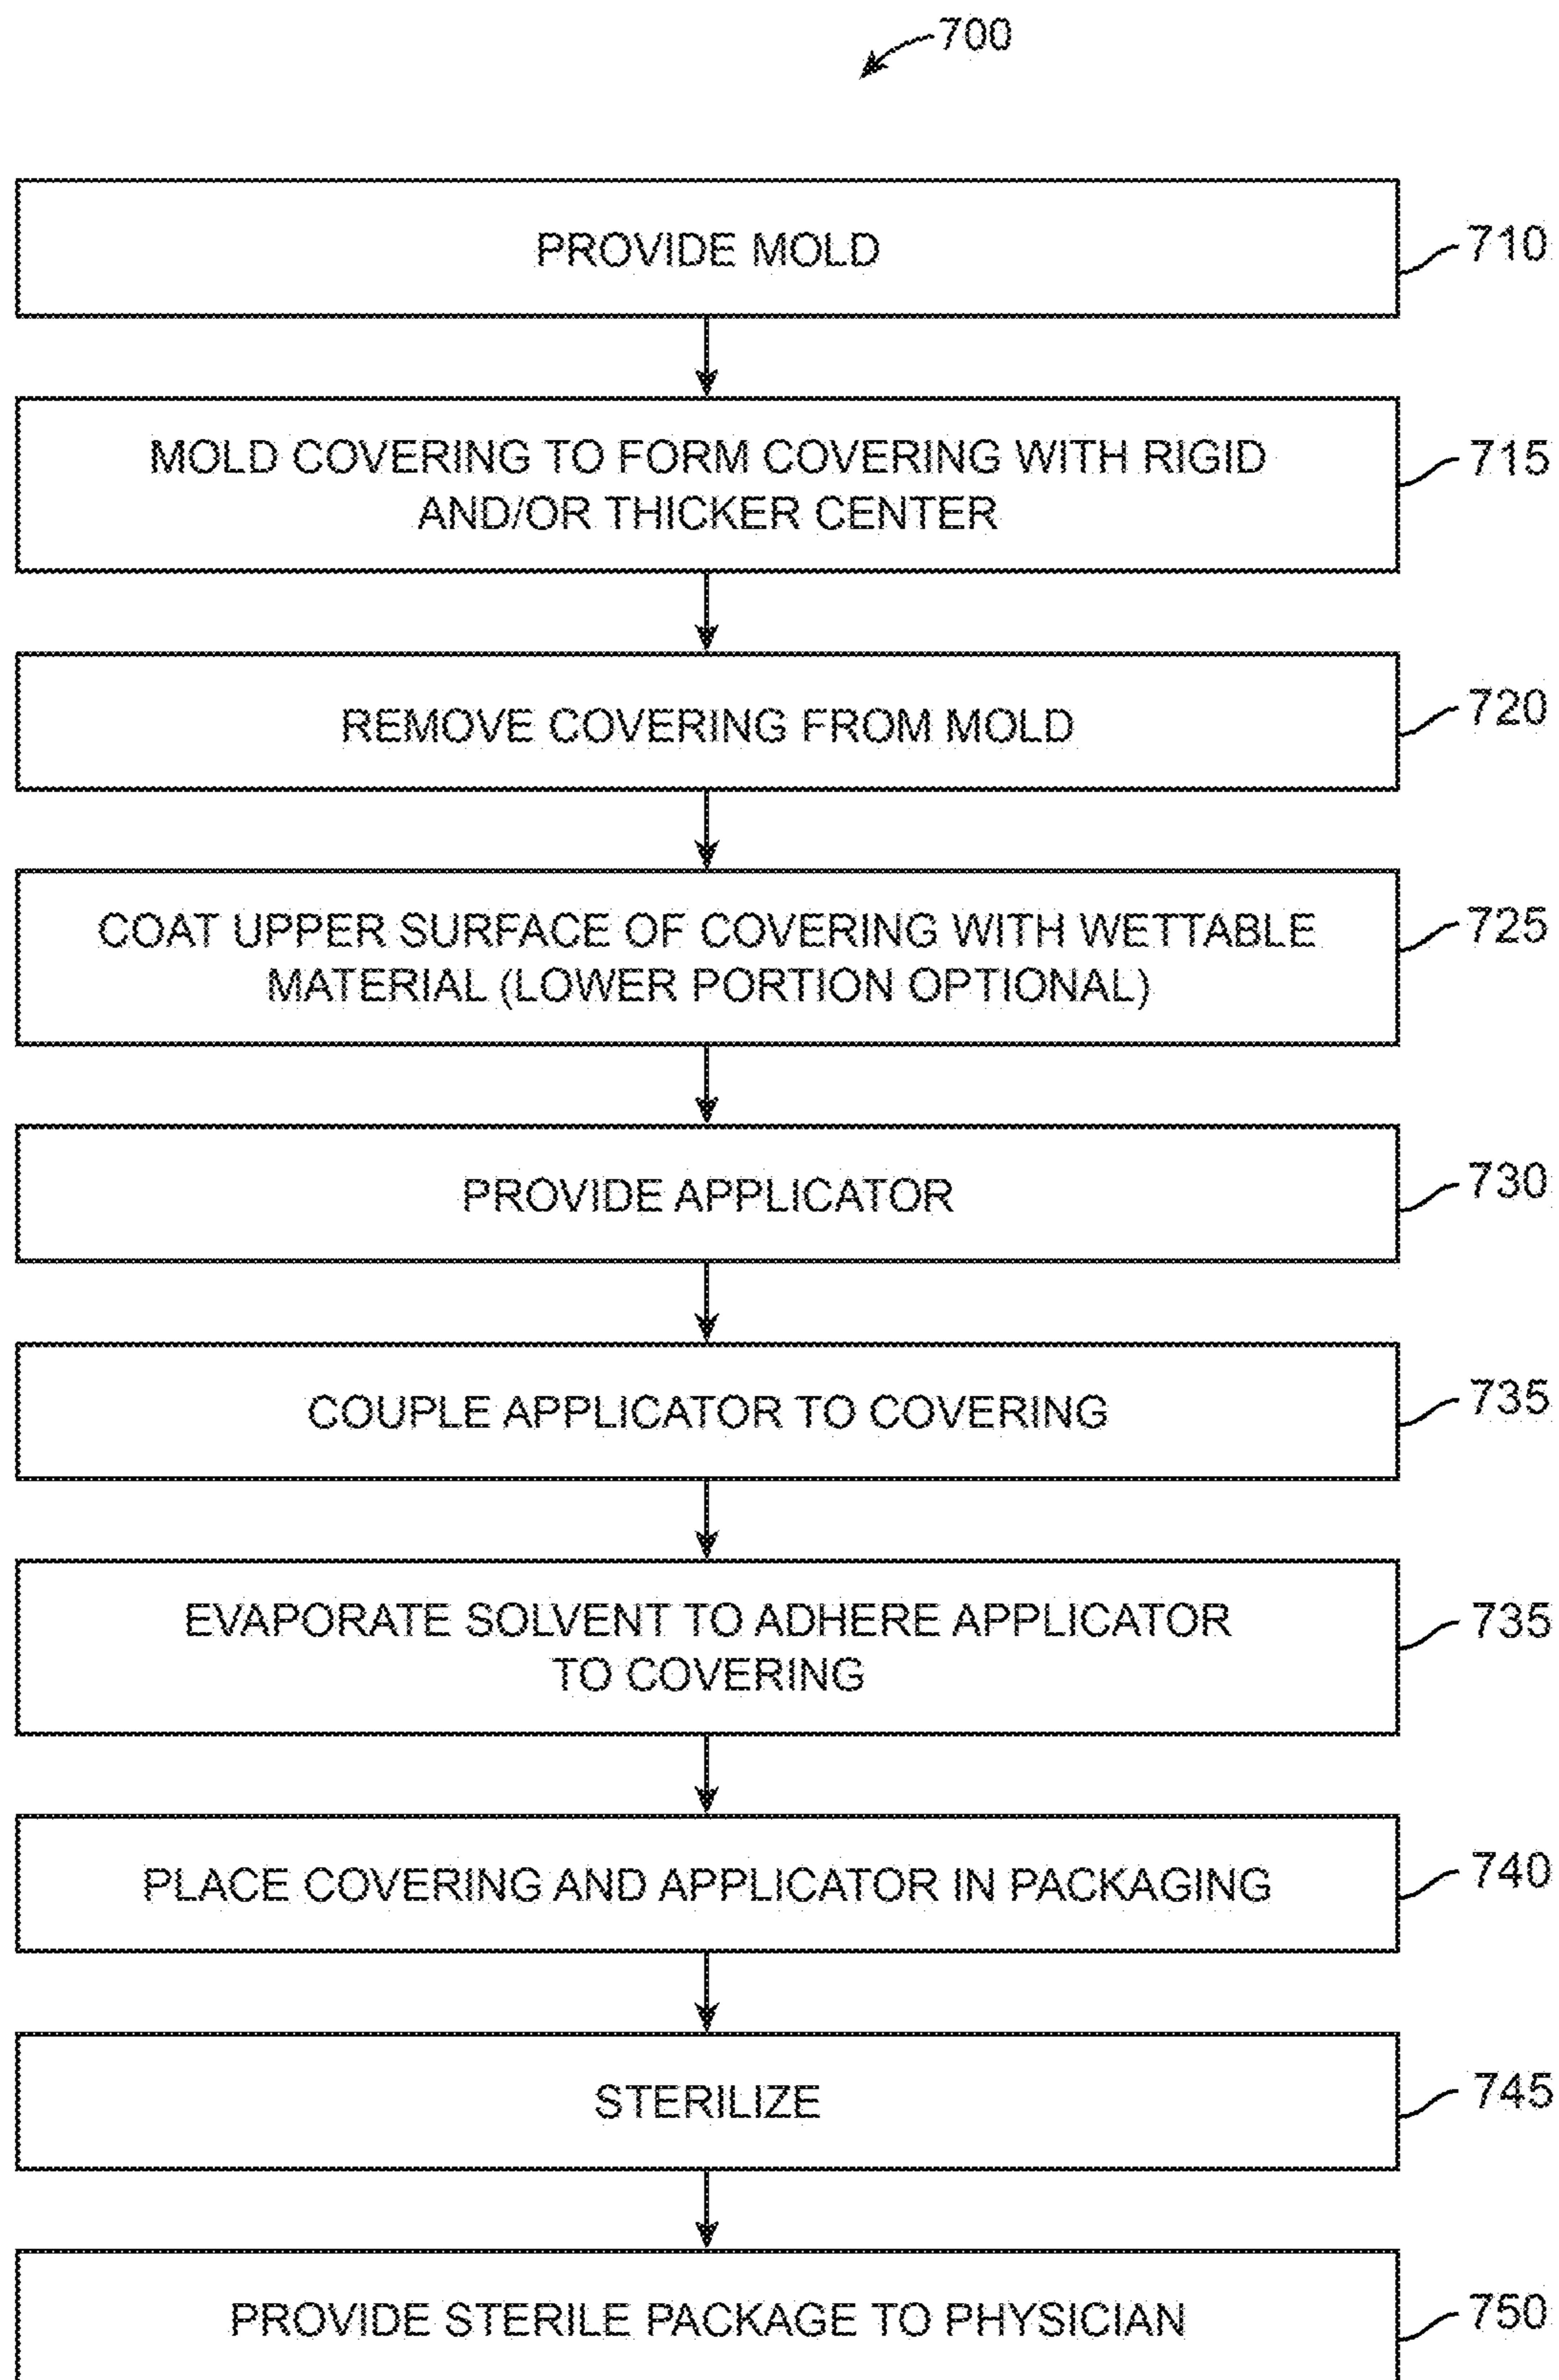 700
PROVIDE MOLD
710
MOLD COVERING TO FORM COVERING WITH RIGID
AND/OR THICKER CENTER
715
REMOVE COVERING FROM MOLD
720
COAT UPPER SURFACE OF COVERING WITH WETTABLE
MATERIAL (LOWER PORTION OPTIONAL)
725
PROVIDE APPLICATOR
730
COUPLE APPLICATOR TO COVERING
735
EVAPORATE SOLVENT TO ADHERE APPLICATOR
TO COVERING
735
PLACE COVERING AND APPLICATOR IN PACKAGING
740
STERILIZE
745
PROVIDE STERILE PACKAGE TO PHYSICIAN
750